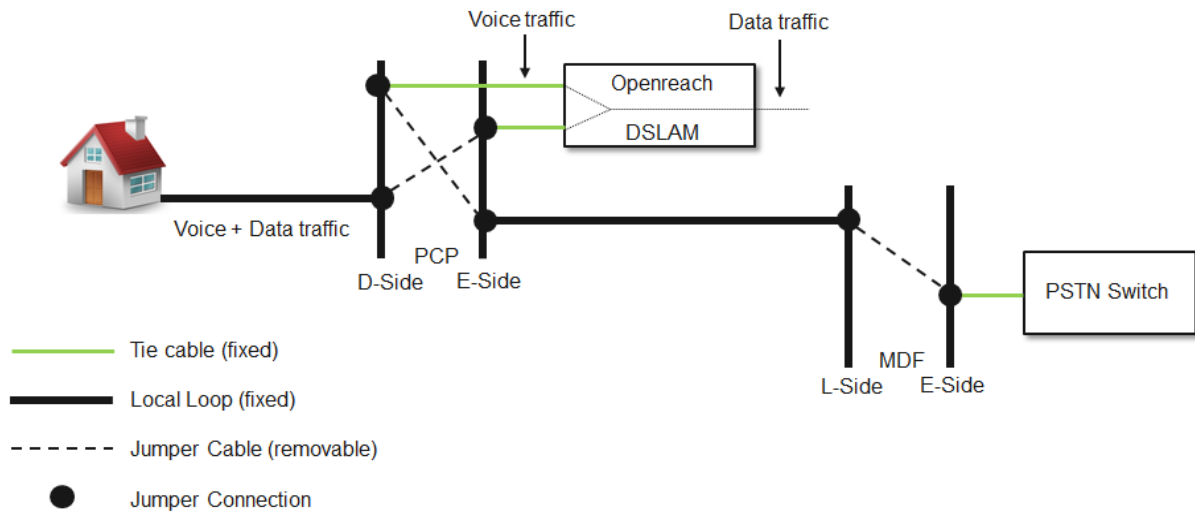 Voice traffic
Data traffic
Openreach
DSLAM
Voice + Data traffic
PCP
D-Side
E-Side
PSTN Switch
MDF
L-Side
E-Side
Tie cable (fixed)
Local Loop (fixed)
Jumper Cable (removable)
Jumper Connection